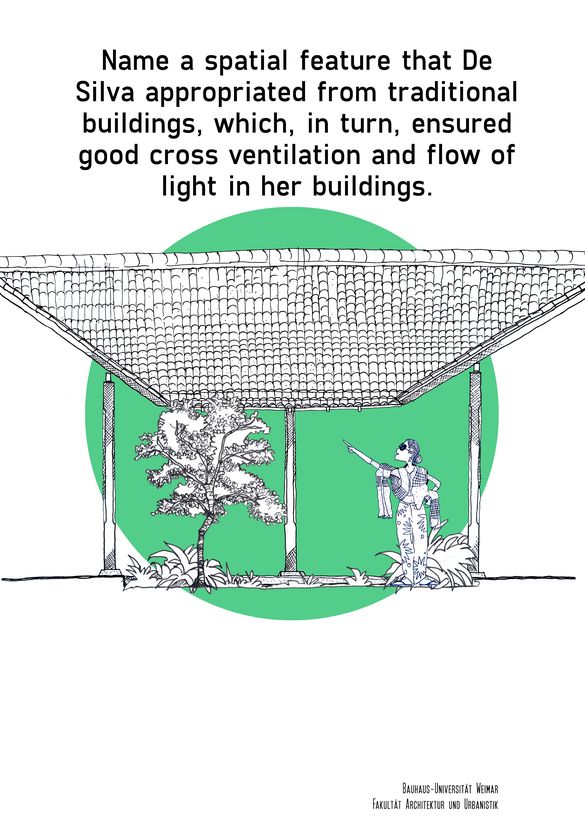 Name a spatial feature that De
Silva appropriated from traditional
buildings, which, in turn, ensured
good cross ventilation and flow of
light in her buildings.
Bauhaus-Universität Weimar
Fakultät Architektur und Urbanistik